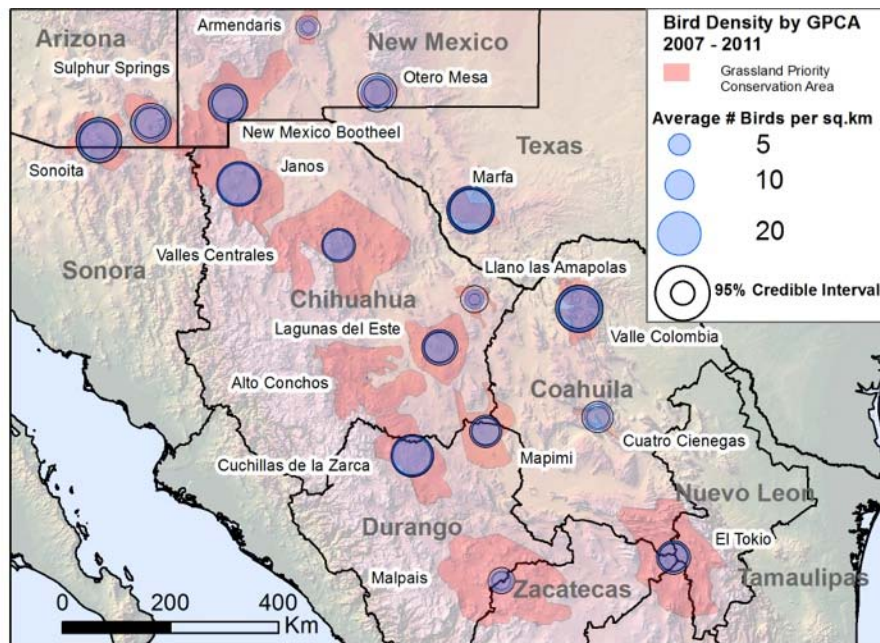 Bird Density by GPCA
2007 - 2011
Grassland Priority
Conservation Area
Average # Birds per sq.km
5
10
20
95% Credible Interval
Armendaris
Arizona
New Mexico
Sulphur Springs
Otero Mesa
New Mexico Bootheel
Texas
Sonoita
Janos
Marfa
Valles Centrales
Sonora
Llano las Amapolas
Chihuahua
Lagunas del Este
Valle Colombia
Alto Conchos
Coahuila
Cuatro Cienegas
Cuchillas de la Zarca
Mapimi
Nuevo Leon
Durango
El Tokio
Malpais
Zacatecas
Tamaulipas
0 200 400
Km